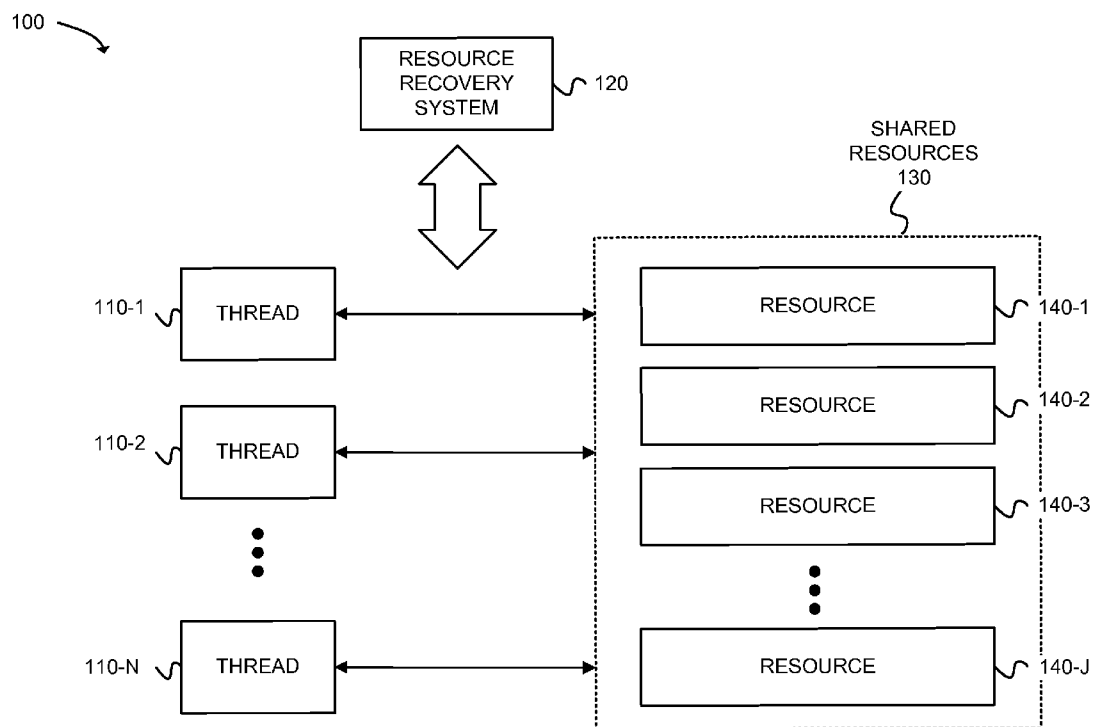 100
RESOURCE
RECOVERY
SYSTEM
120
SHARED
RESOURCES
130
110-1
THREAD
RESOURCE
140-1
110-2
THREAD
RESOURCE
140-2
RESOURCE
140-3
110-N
THREAD
RESOURCE
140-J